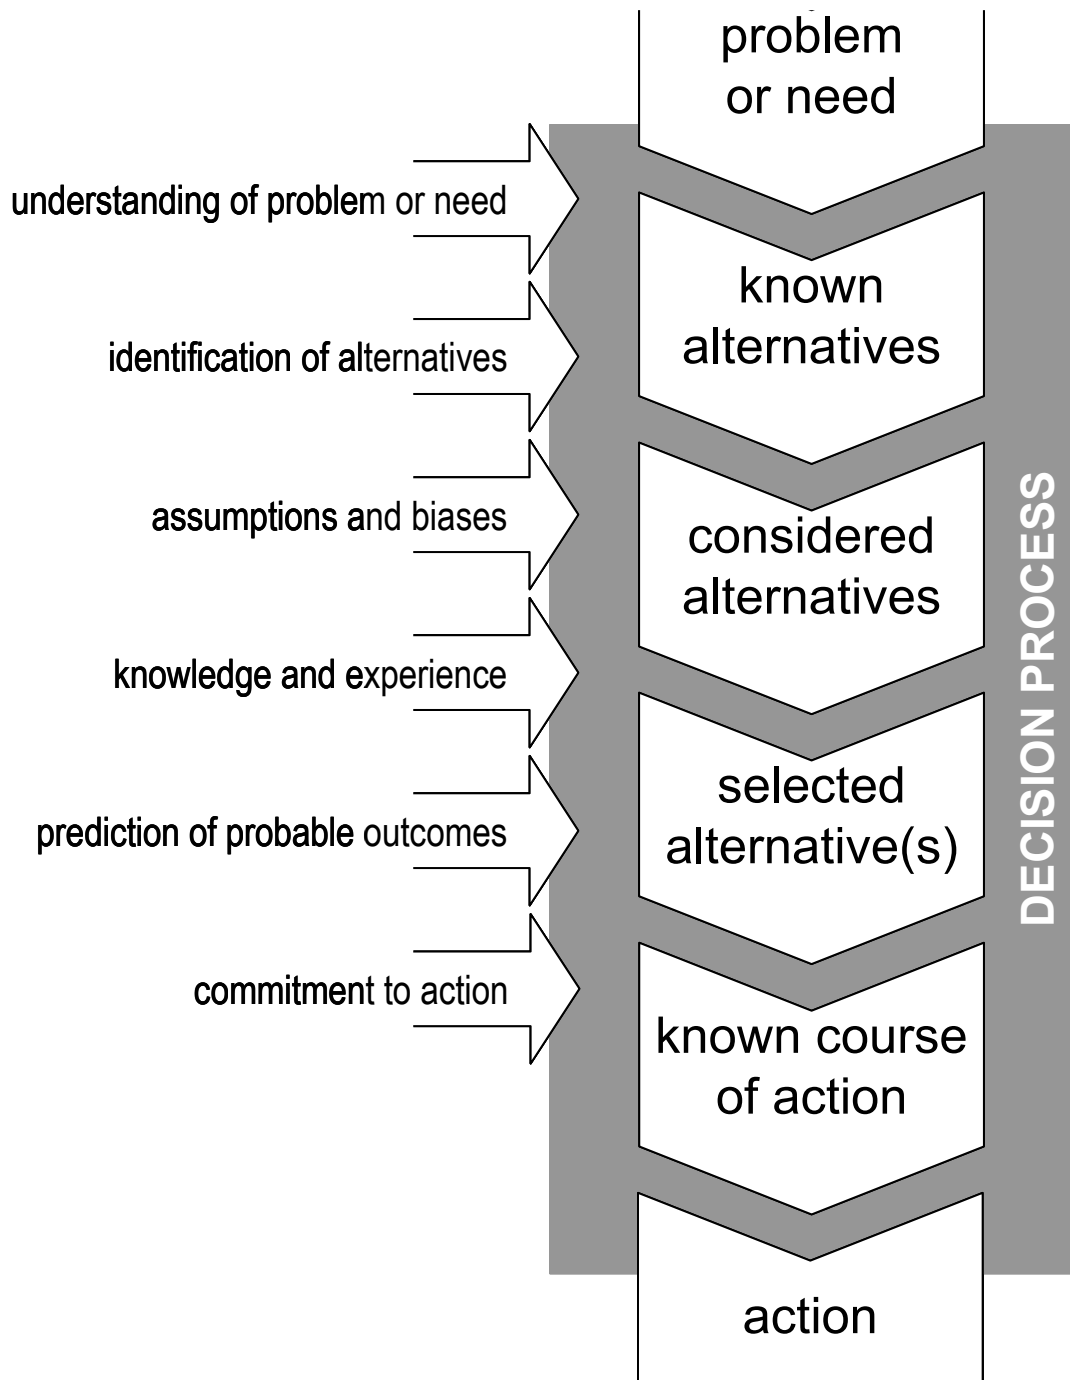 problem
or need
understanding of problem or need
known
alternatives
identification of alternatives
assumptions and biases
considered
alternatives
knowledge and experience
selected
alternative(s)
prediction of probable outcomes
commitment to action
known course
of action
action
DECISION PROCESS